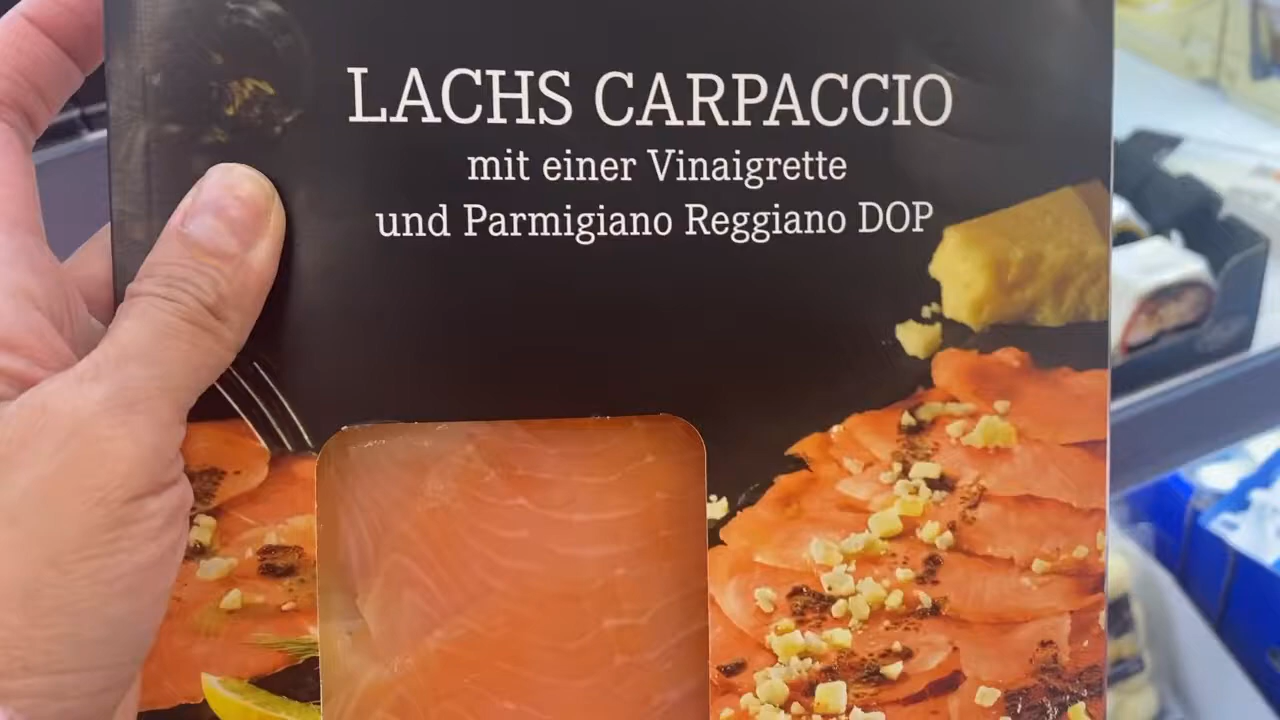 LACHS CARPACCIO
mit einer Vinaigrette
und Parmigiano Reggiano DOP